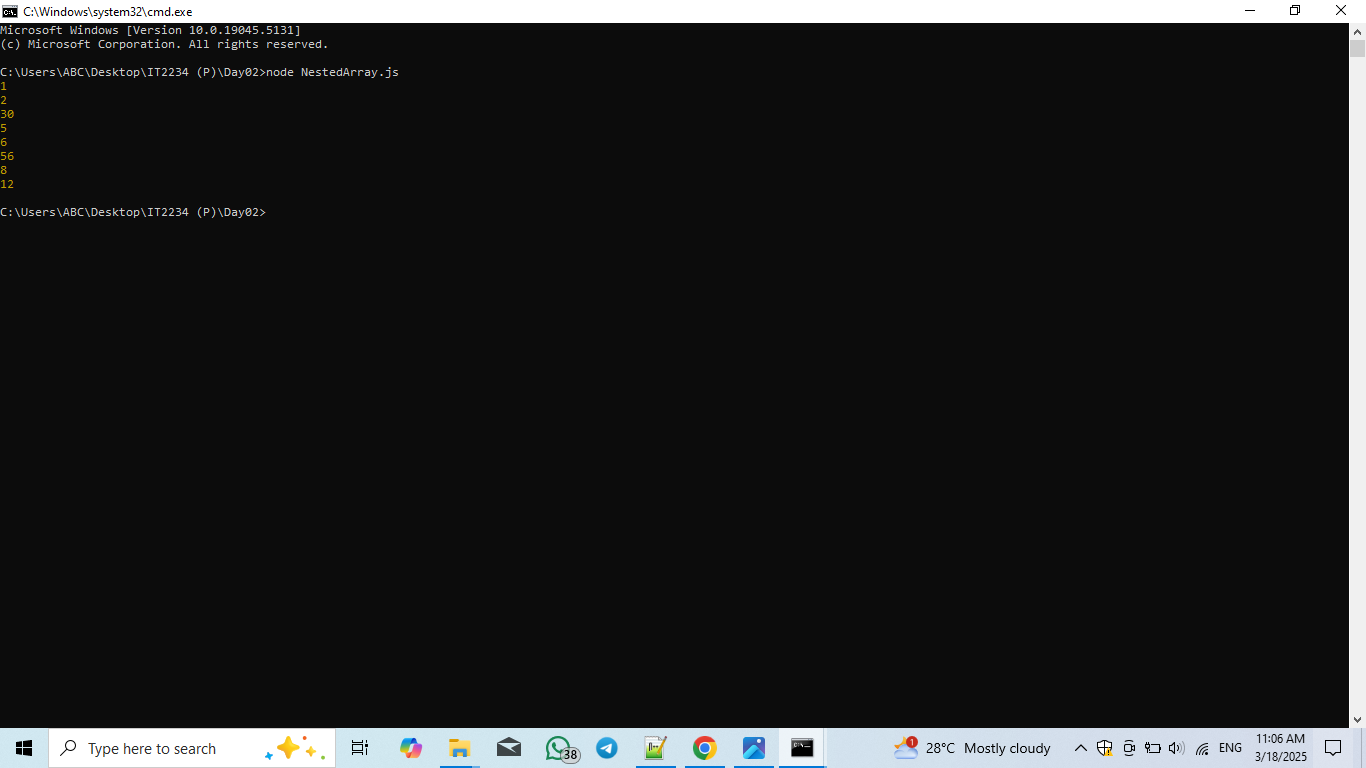 C:\Windows\system32\cmd.exe
Microsoft Windows [Version 10.0.19045.5131]
(c) Microsoft Corporation. All rights reserved.
C:\Users\ABC\Desktop\IT2234 (P)\Day02>node NestedArray.js
1
2
30
5
6
56
8
12
C:\Users\ABC\Desktop\IT2234 (P)\Day02>
Type here to search
38
1
28°C Mostly cloudy
ENG
11:06 AM
3/18/2025